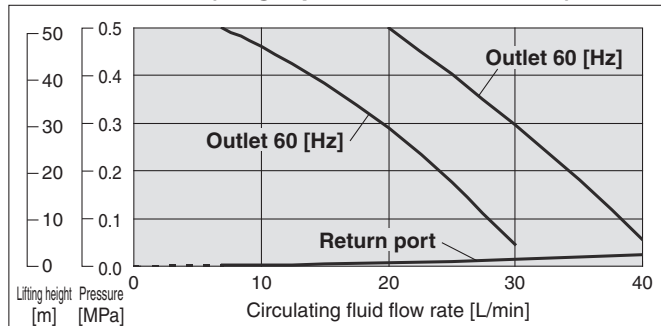 50
40
30
20
10
0
Lifting height
[m]
0.5
0.4
0.3
0.2
0.1
0.0
Pressure
[MPa]
Outlet 60 [Hz]
Outlet 60 [Hz]
Return port
0 10 20 30 40
Circulating fluid flow rate [L/min]